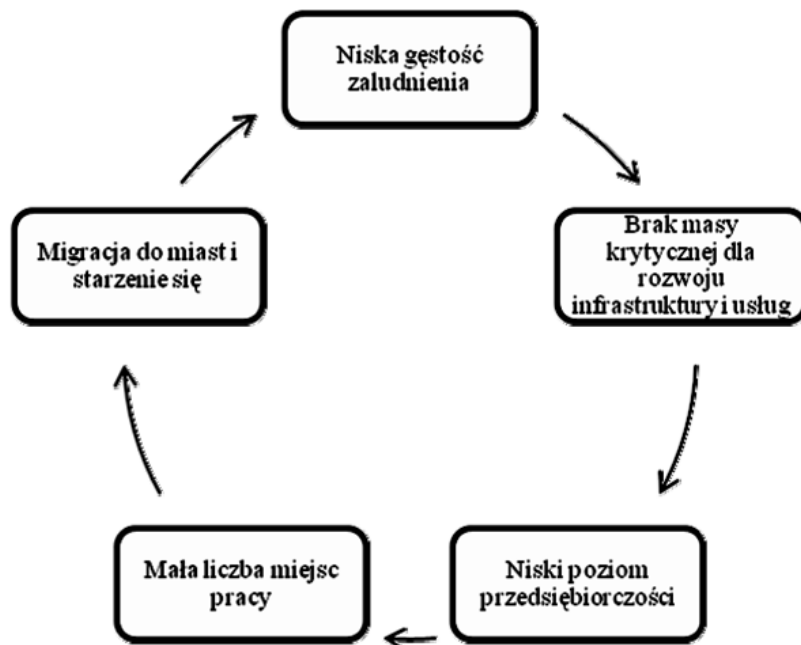 Niska gęstość
zaludnienia
Brak masy
krytycznej dla
rozwoju
infrastruktury i usług
Niski poziom
przedsiębiorczości
Mała liczba miejsc
pracy
Migracja do miast i
starzenie się